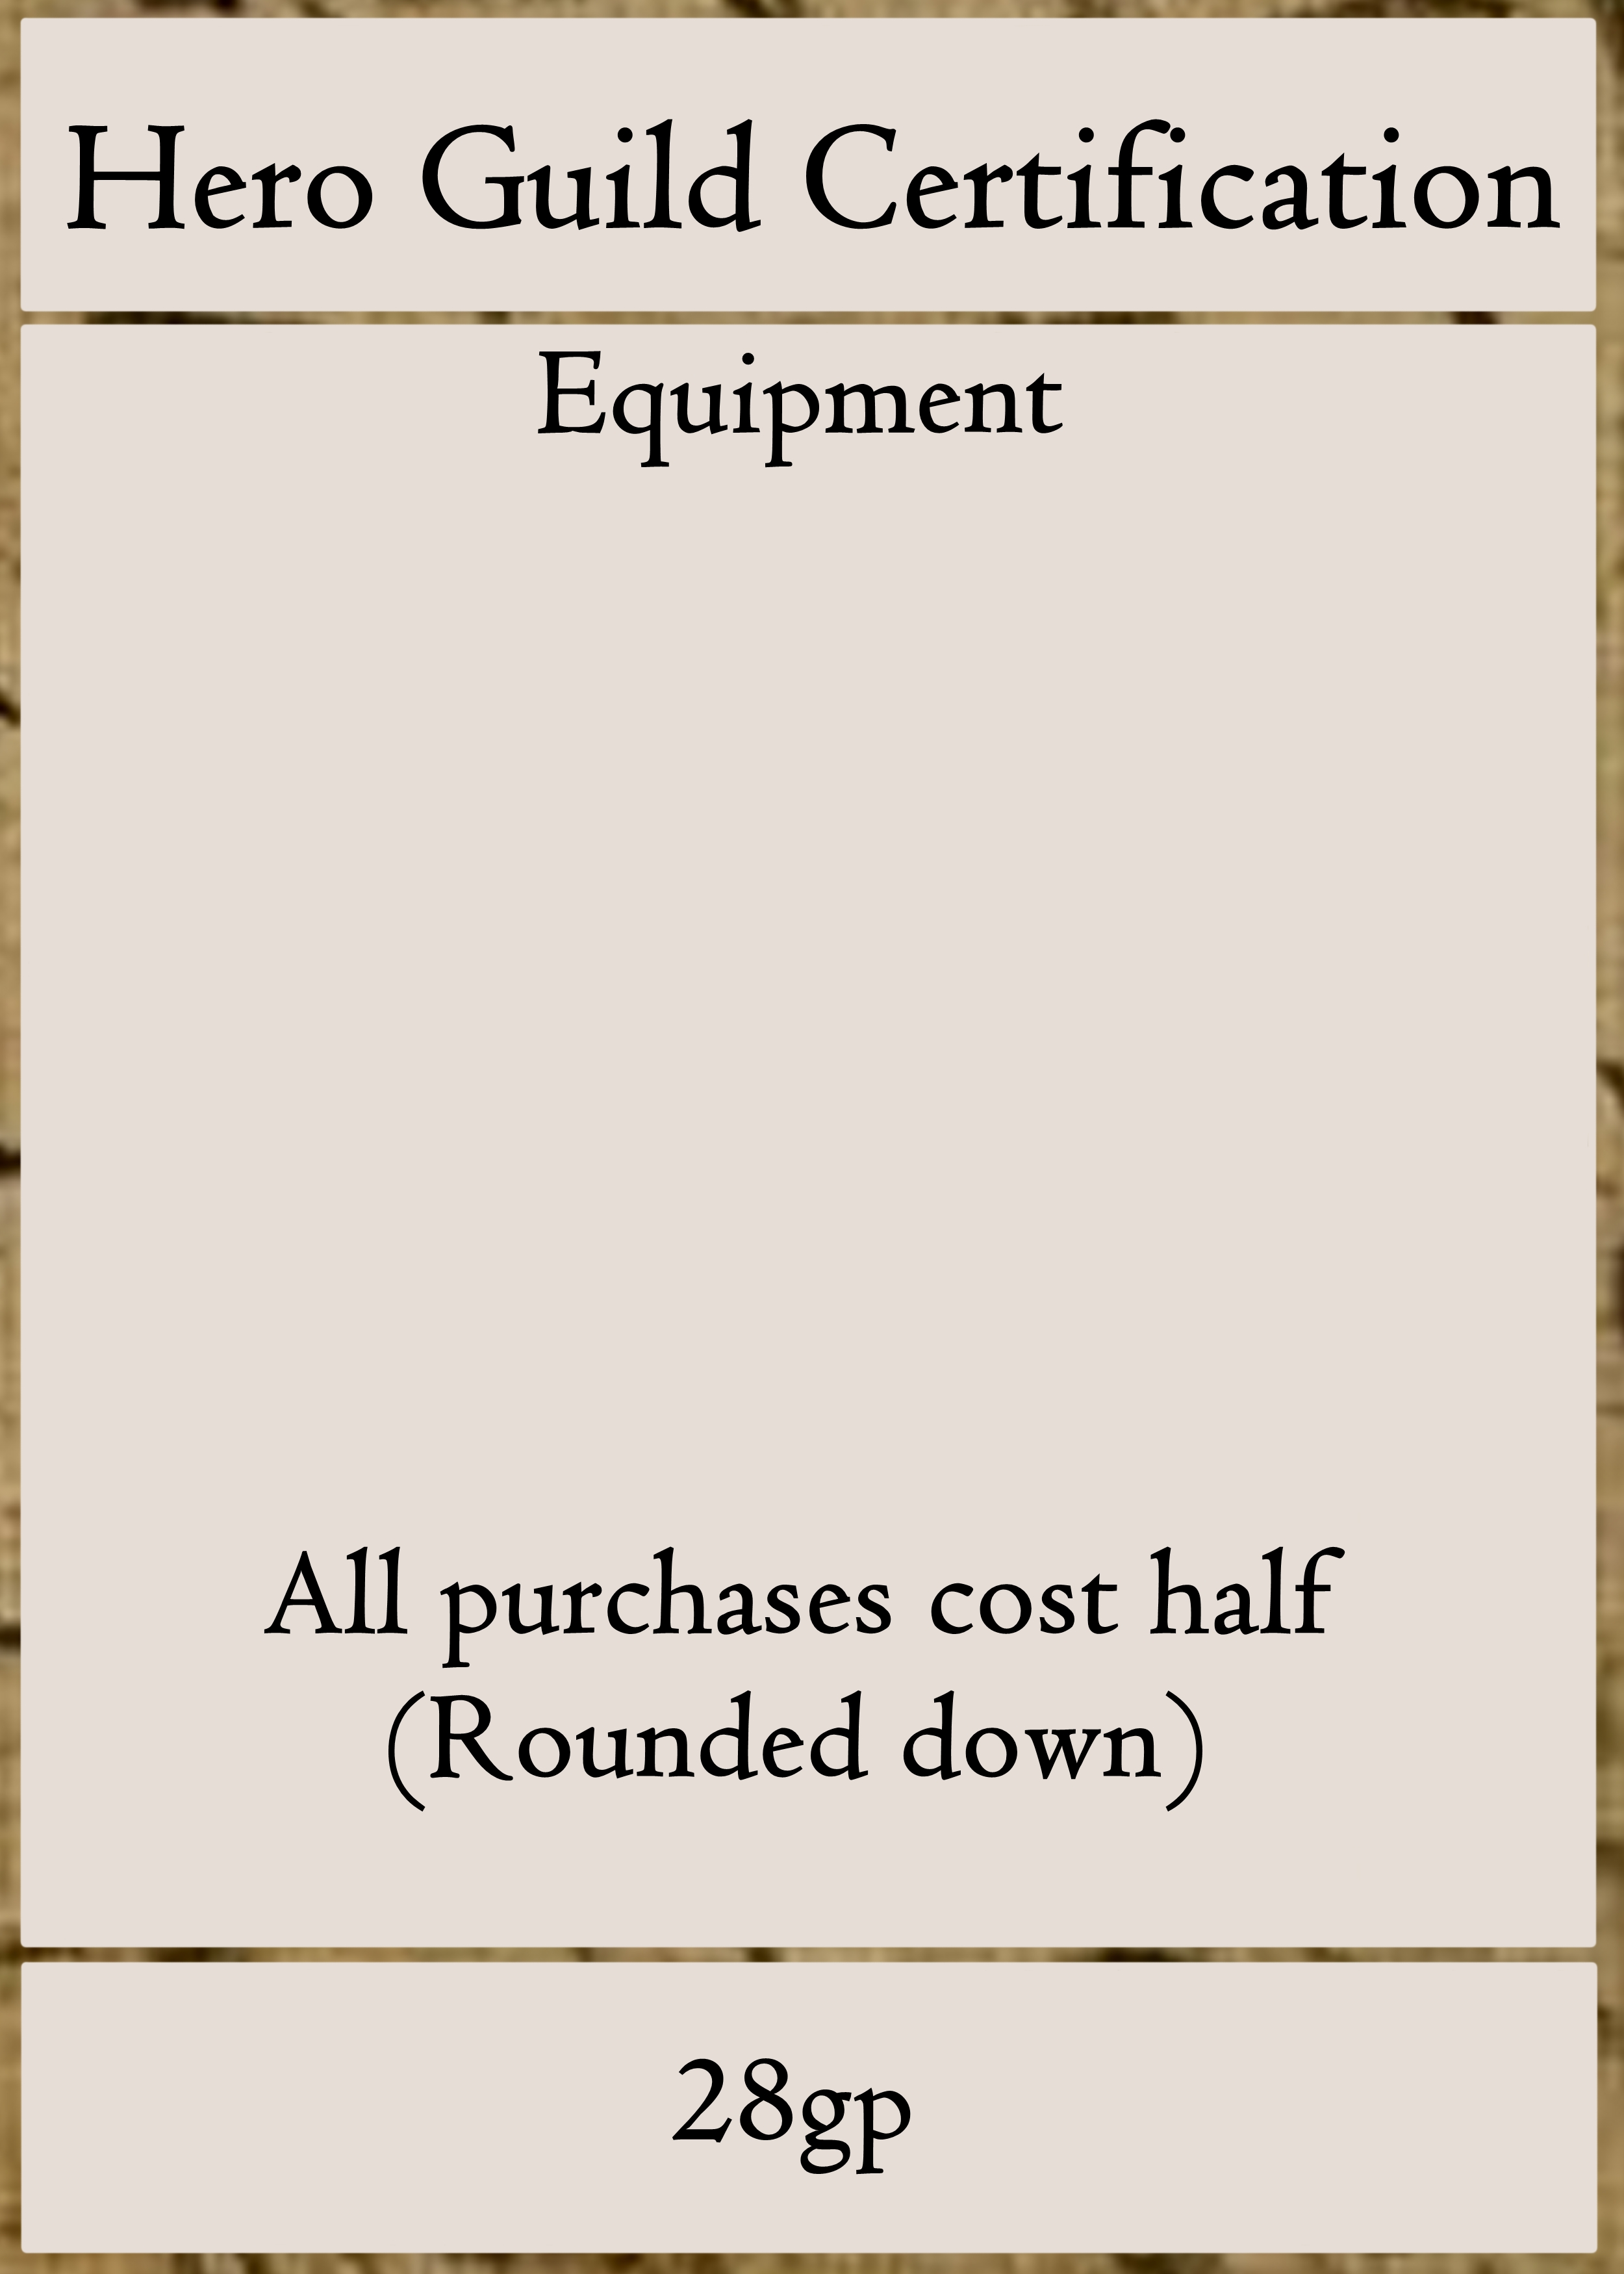 Hero Guild Certification
Equipment
All purchases cost half
(Rounded down)
28gp